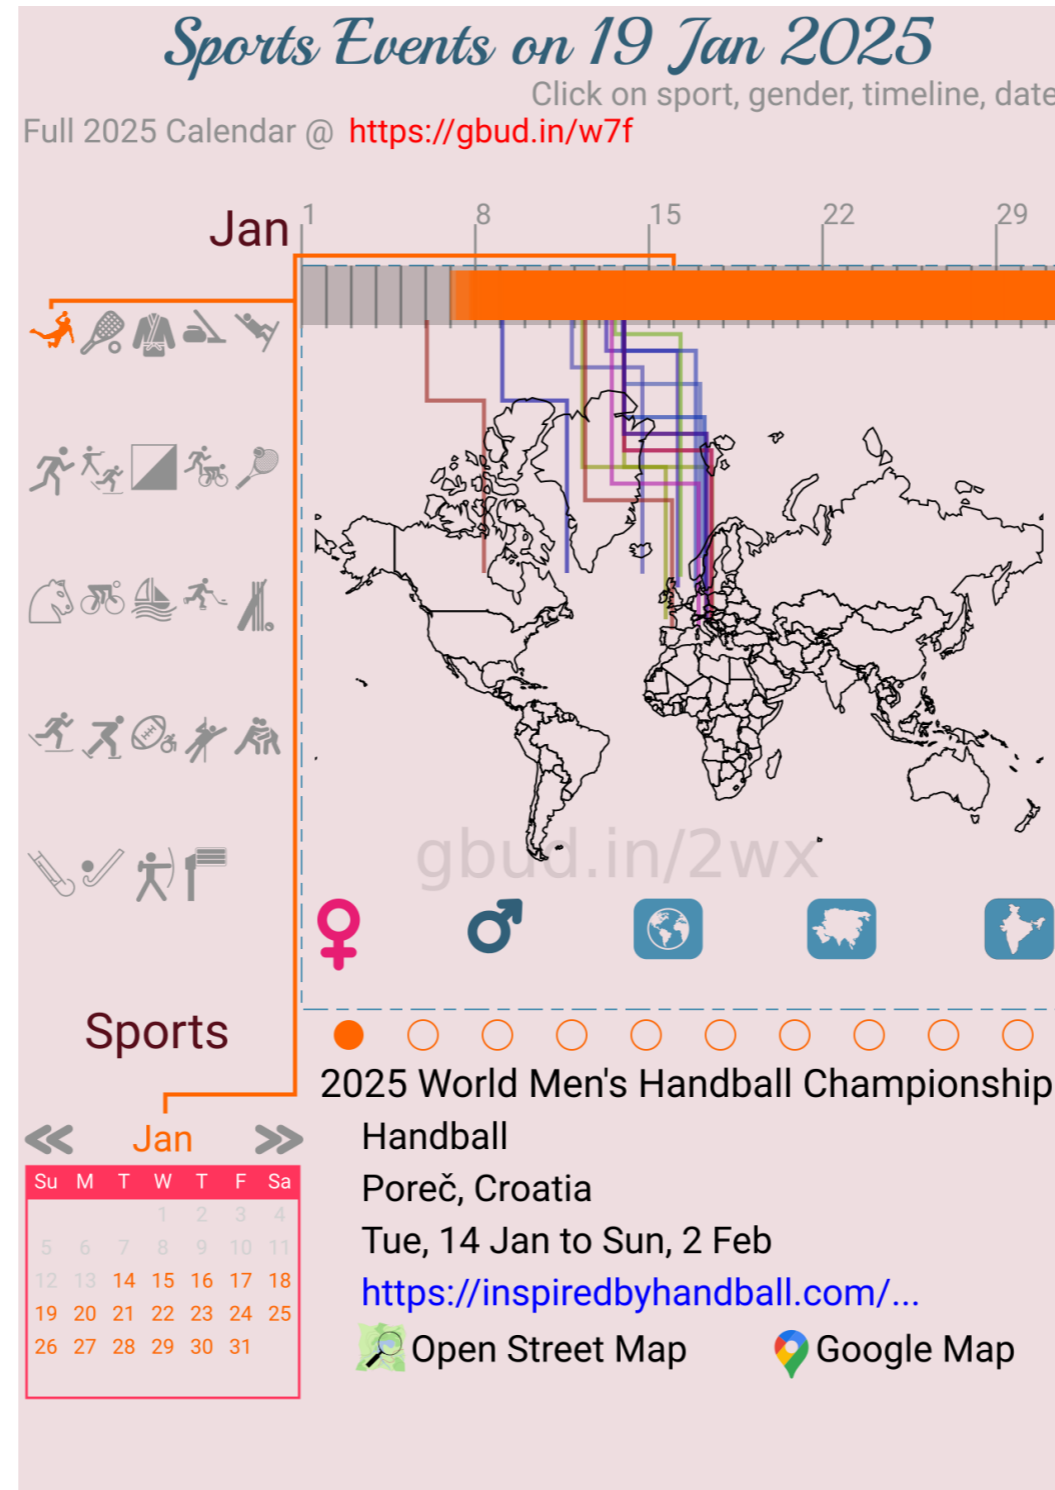 Sports Events on 19 Jan 2025
Click on sport, gender, timeline, date
Full 2025 Calendar @ https://gbud.in/w7f
Jan
1 8 15 22 29
gbud.in/2wx
Sports
2025 World Men's Handball Championship
Handball
Poreč, Croatia
Tue, 14 Jan to Sun, 2 Feb
https://inspiredbyhandball.com/...
Open Street Map Google Map
Jan
Su M T W T F Sa
1 2 3 4
5 6 7 8 9 10 11
12 13 14 15 16 17 18
19 20 21 22 23 24 25
26 27 28 29 30 31